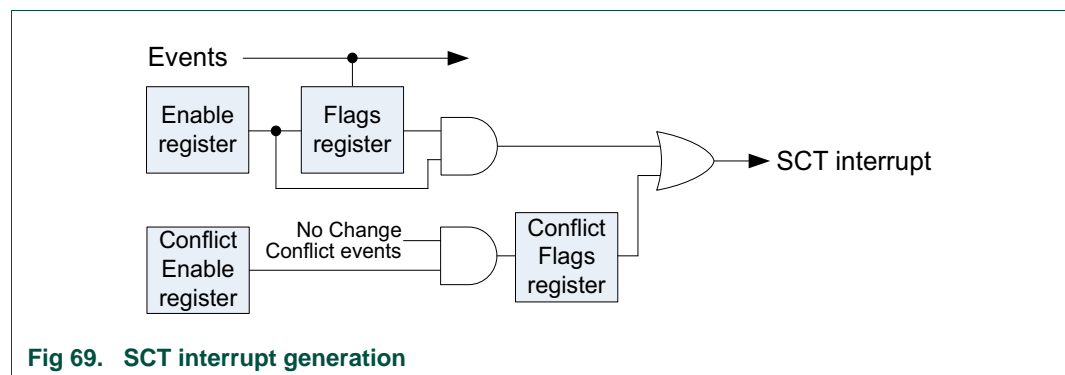 Events
Enable
register
Flags
register
SCT interrupt
No Change
Conflict events
Conflict
Enable
register
Conflict
Flags
register
Fig 69. SCT interrupt generation